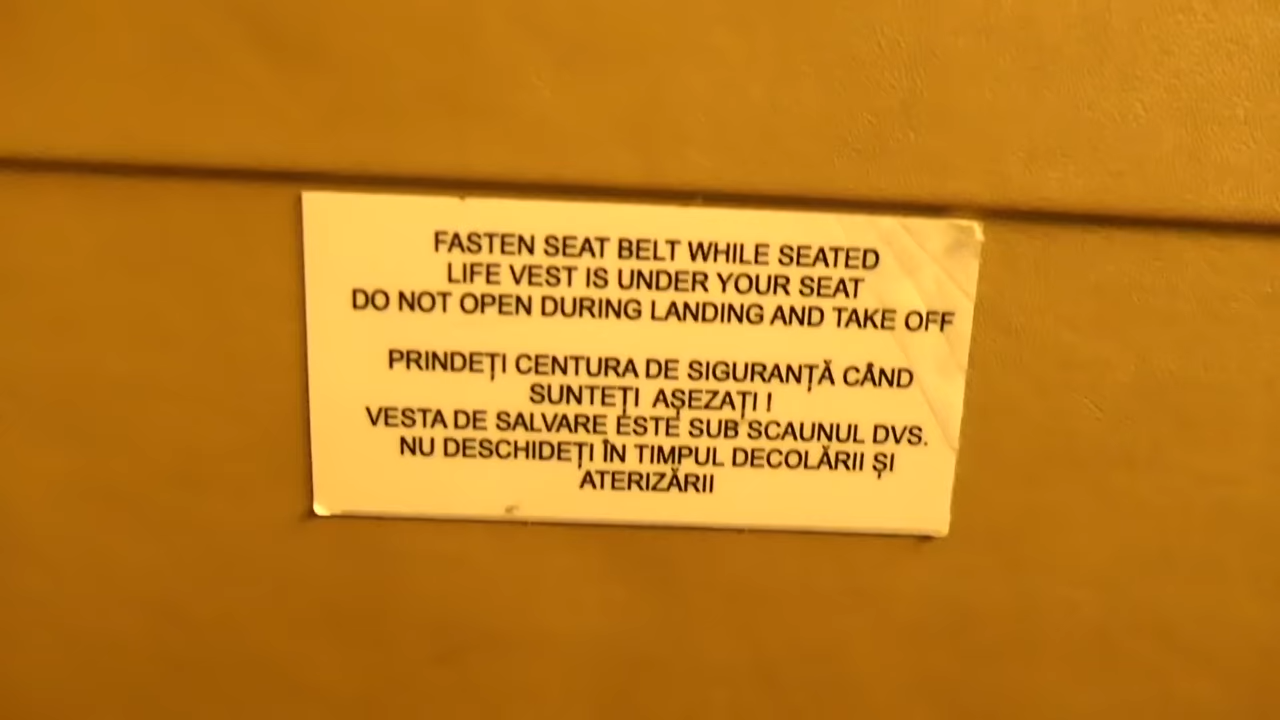 FASTEN SEAT BELT WHILE SEATED
LIFE VEST IS UNDER YOUR SEAT
DO NOT OPEN DURING LANDING AND TAKE OFF
PRINDEȚI CENTURA DE SIGURANȚĂ CÂND
SUNTEȚI AȘEZAȚI !
VESTA DE SALVARE ESTE SUB SCAUNUL DVS.
NU DESCHIDEȚI ÎN TIMPUL DECOLĂRII ȘI
ATERIZĂRII